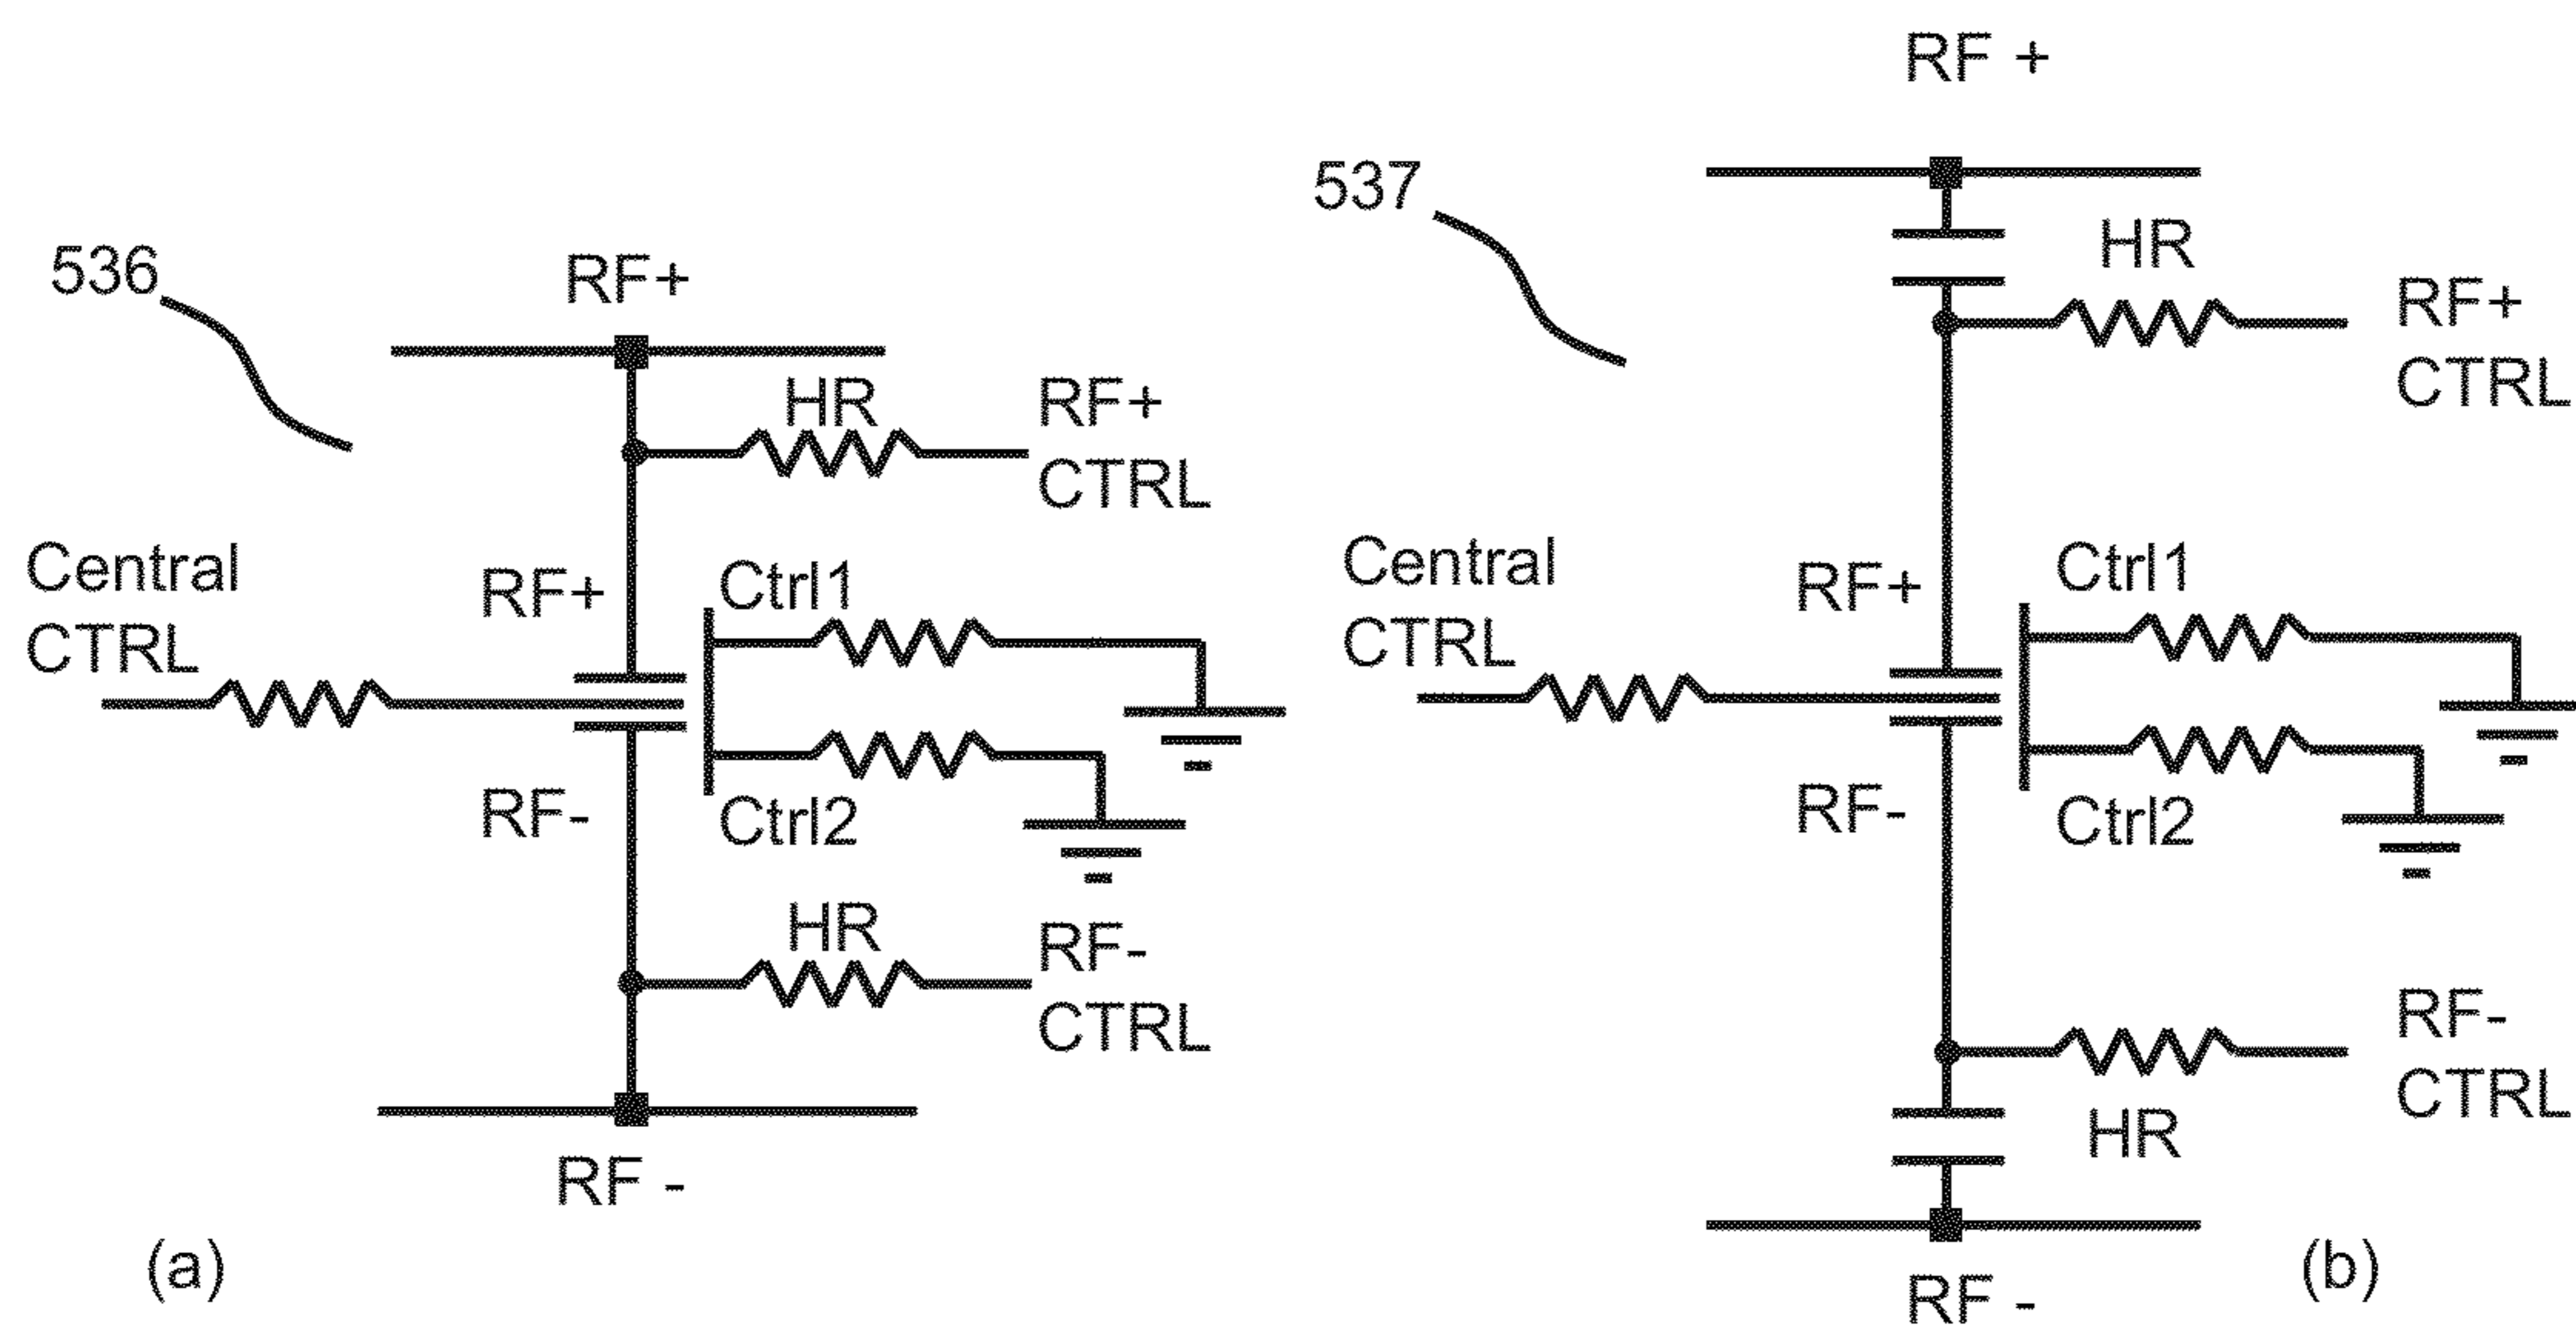 536
RF+
HR
RF+
CTRL
Central
CTRL
RF+
Ctrl1
RF-
Ctrl2
HR
RF-
CTRL
RF -
(a)
RF +
537
HR
RF+
CTRL
Central
CTRL
RF+
Ctrl1
RF-
Ctrl2
RF-
CTRL
HR
RF -
(b)